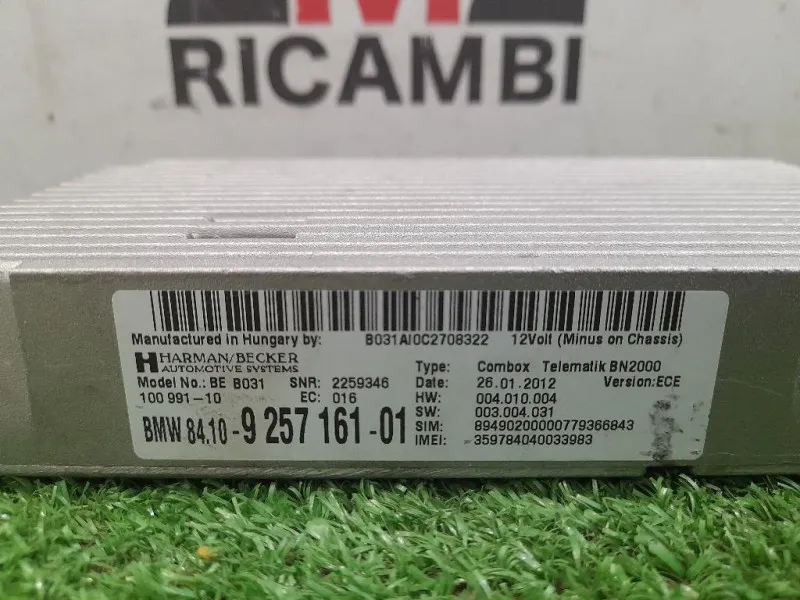 M
RICAMBI
Manufactured in Hungary by: B031AI0C2708322 12Volt (Minus on Chassis)
HARMAN/BECKER
AUTOMOTIVE SYSTEMS
Type: Combox Telematik BN2000
Model No.: BE B031 SNR: 2259346 Date: 26.01.2012 Version: ECE
100 991-10 EC: 016 HW: 004.010.004
SW: 003.004.031
BMW 84.10-9 257 161-01 SIM: 89490200000779366843
IMEI: 359784040033983